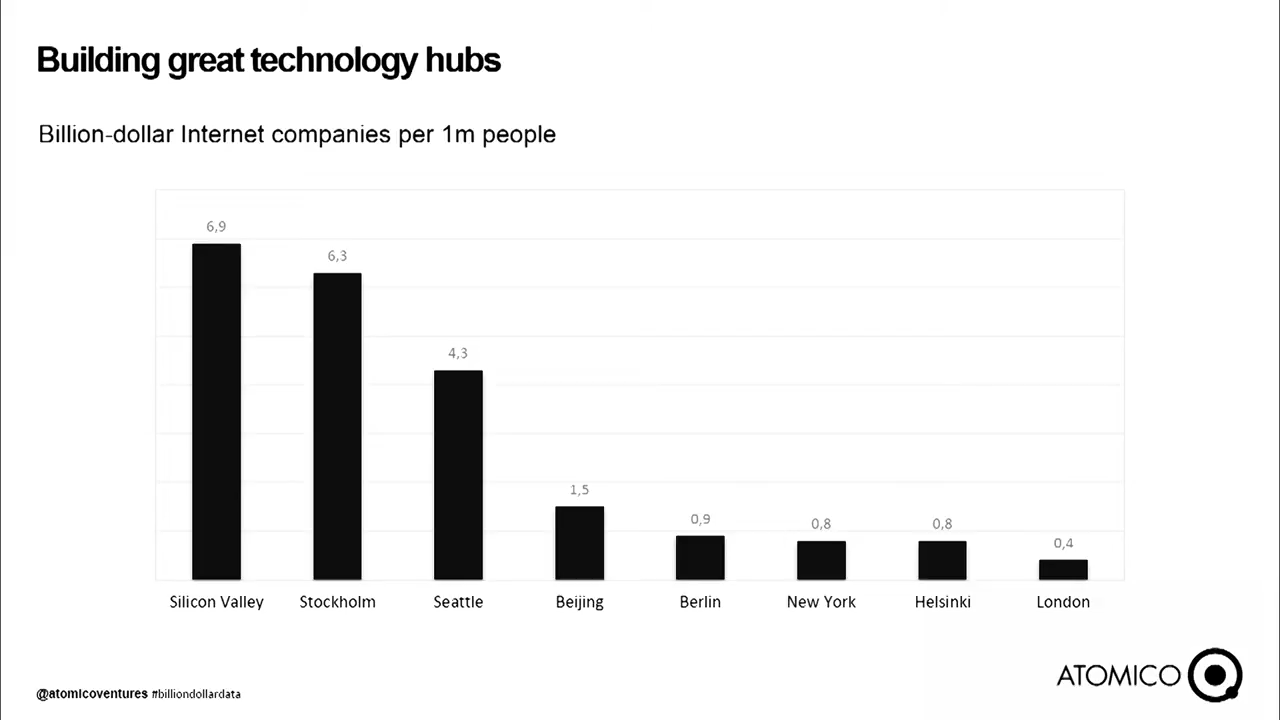 Building great technology hubs
Billion-dollar Internet companies per 1m people
6,9
6,3
4,3
1,5
0,9
0,8
0,8
0,4
Silicon Valley
Stockholm
Seattle
Beijing
Berlin
New York
Helsinki
London
@atomicoventures #billiondollardata
ATOMICO